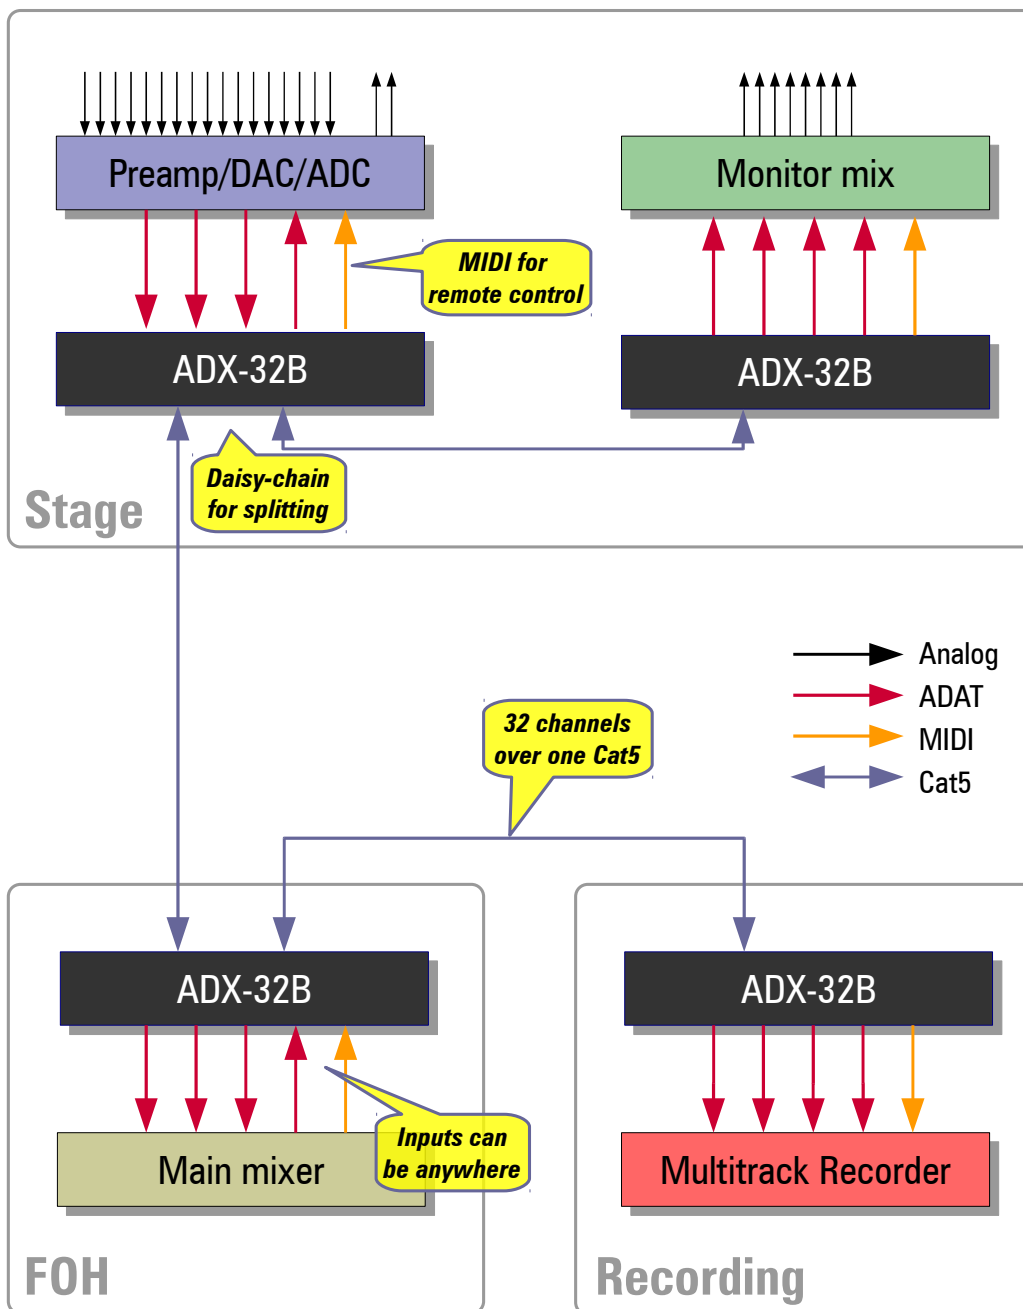 Preamp/DAC/ADC
Monitor mix
MIDI for
remote control
ADX-32B
ADX-32B
Daisy-chain
for splitting
Stage
Analog
ADAT
MIDI
Cat5
32 channels
over one Cat5
ADX-32B
ADX-32B
Inputs can
be anywhere
Main mixer
Multitrack Recorder
FOH
Recording